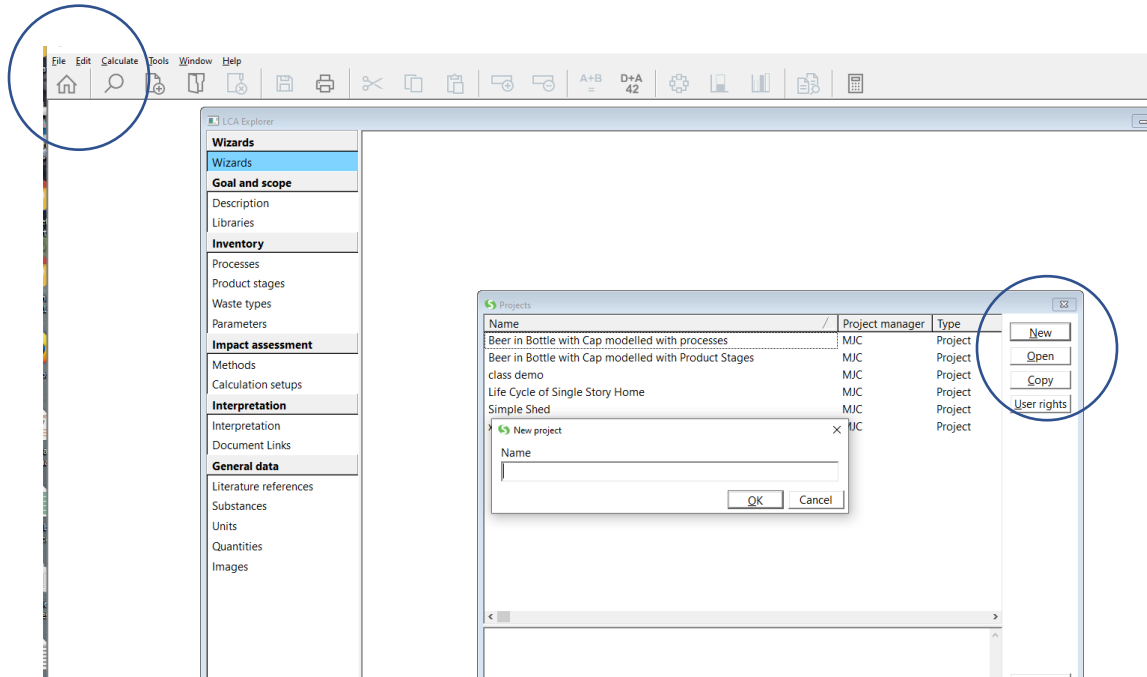 File Edit Calculate Tools Window Help
A+B
=
D+A
42
LCA Explorer
Wizards
Wizards
Goal and scope
Description
Libraries
Inventory
Processes
Product stages
Waste types
Parameters
Impact assessment
Methods
Calculation setups
Interpretation
Interpretation
Document Links
General data
Literature references
Substances
Units
Quantities
Images
Projects
Name Project manager Type
Beer in Bottle with Cap modelled with processes MJC Project
Beer in Bottle with Cap modelled with Product Stages MJC Project
class demo MJC Project
Life Cycle of Single Story Home MJC Project
Simple Shed MJC Project
MJC Project
New
Open
Copy
User rights
New project
Name
OK Cancel